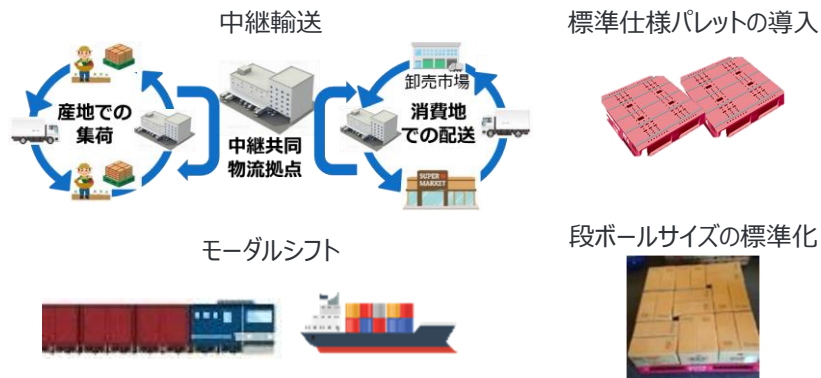 中継輸送
標準仕様パレットの導入
産地での
集荷
中継共同
物流拠点
卸売市場
消費地
での配送
SUPER
MARKET
モーダルシフト
段ボールサイズの標準化